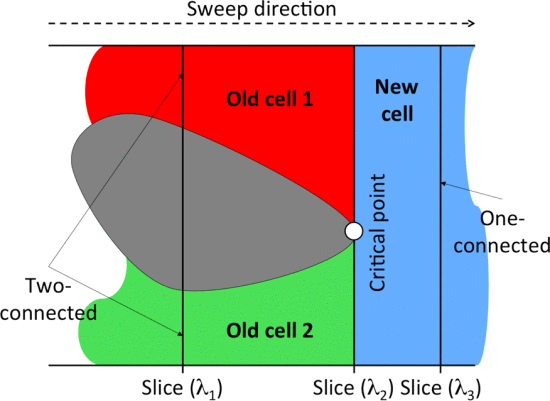 Sweep direction
Old cell 1
New
cell
Critical point
One-
connected
Two-
connected
Old cell 2
Slice (λ₁)
Slice (λ₂)
Slice (λ₃)